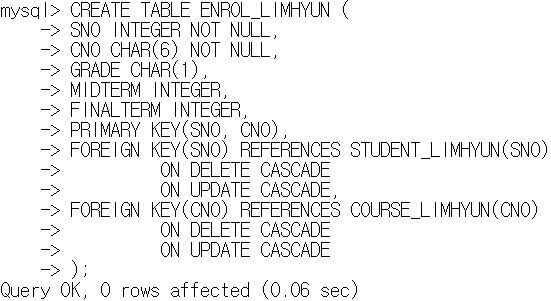 mysql> CREATE TABLE ENROL_LIMHYUN (
    -> SNO INTEGER NOT NULL,
    -> CNO CHAR(6) NOT NULL,
    -> GRADE CHAR(1),
    -> MIDTERM INTEGER,
    -> FINALTERM INTEGER,
    -> PRIMARY KEY(SNO, CNO),
    -> FOREIGN KEY(SNO) REFERENCES STUDENT_LIMHYUN(SNO)
    ->          ON DELETE CASCADE
    ->          ON UPDATE CASCADE,
    -> FOREIGN KEY(CNO) REFERENCES COURSE_LIMHYUN(CNO)
    ->          ON DELETE CASCADE
    ->          ON UPDATE CASCADE
    -> );
Query OK, 0 rows affected (0.06 sec)